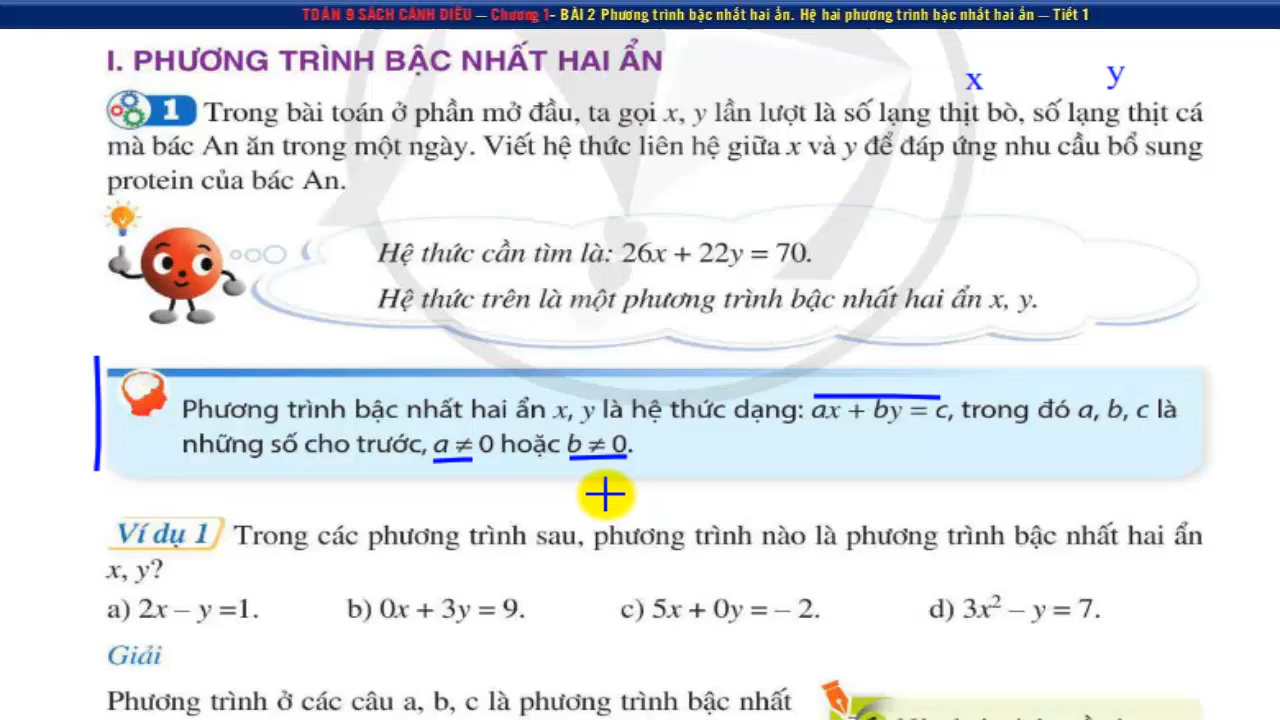 TOÁN 9 SÁCH CÁNH DIỀU – Chương 1- BÀI 2 Phương trình bậc nhất hai ẩn. Hệ hai phương trình bậc nhất hai ẩn – Tiết 1
I. PHƯƠNG TRÌNH BẬC NHẤT HAI ẨN
x y
1 Trong bài toán ở phần mở đầu, ta gọi x, y lần lượt là số lạng thịt bò, số lạng thịt cá
mà bác An ăn trong một ngày. Viết hệ thức liên hệ giữa x và y để đáp ứng nhu cầu bổ sung
protein của bác An.
Hệ thức cần tìm là: 26x + 22y = 70.
Hệ thức trên là một phương trình bậc nhất hai ẩn x, y.
Phương trình bậc nhất hai ẩn x, y là hệ thức dạng: ax + by = c, trong đó a, b, c là
những số cho trước, a ≠ 0 hoặc b ≠ 0.
Ví dụ 1 Trong các phương trình sau, phương trình nào là phương trình bậc nhất hai ẩn
x, y?
a) 2x – y =1. b) 0x + 3y = 9. c) 5x + 0y = – 2. d) 3x² – y = 7.
Giải
Phương trình ở các câu a, b, c là phương trình bậc nhất